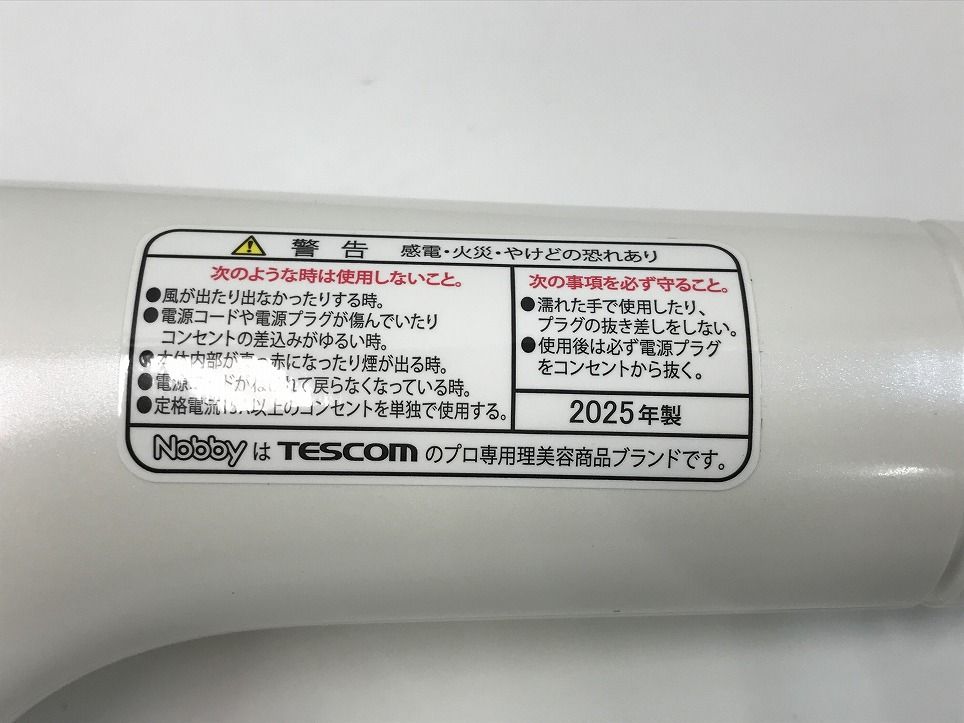 警告 感電・火災・やけどの恐れあり
次のような時は使用しないこと。
●風が出たり出なかったりする時。
●電源コードや電源プラグが傷んでいたり
コンセントの差込みがゆるい時。
●本体内部が真っ赤になったり煙が出る時。
●電源コードがねじれて戻らなくなっている時。
●定格電流15A以上のコンセントを単独で使用する。
次の事項を必ず守ること。
●濡れた手で使用したり、
プラグの抜き差しをしない。
●使用後は必ず電源プラグ
をコンセントから抜く。
2025年製
Nobby は TESCOM のプロ専用理美容商品ブランドです。